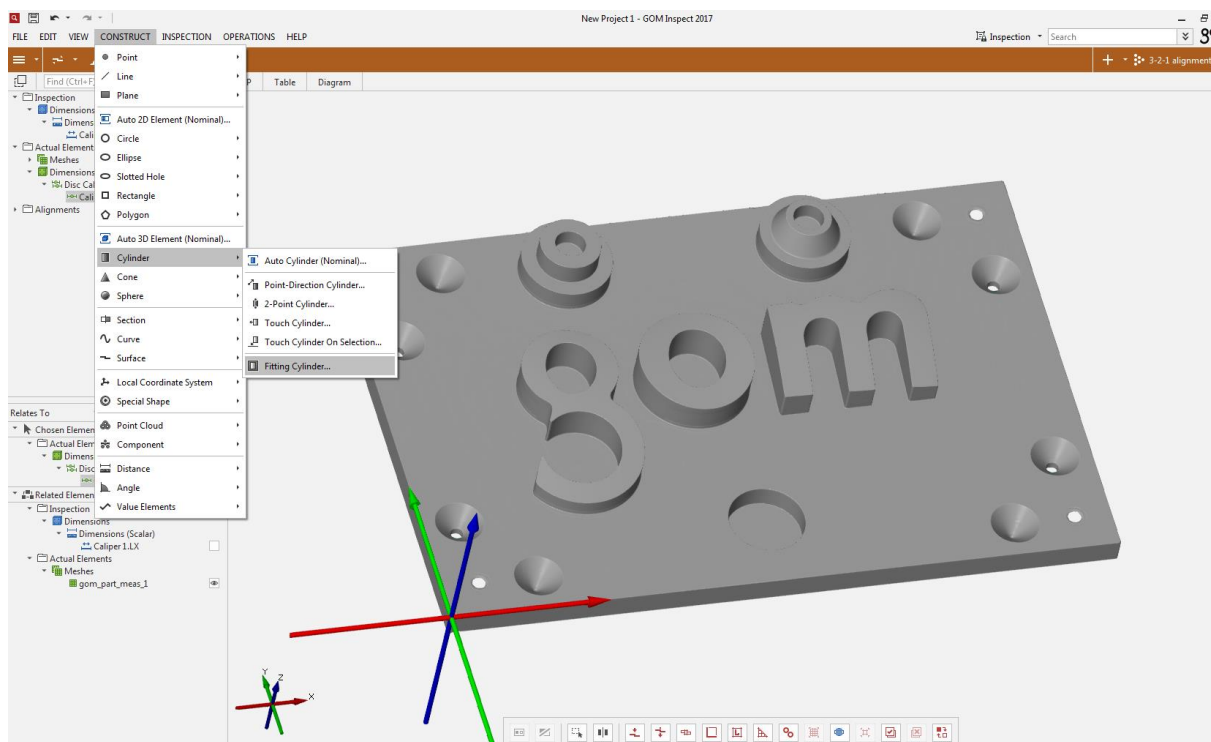 New Project 1 - GOM Inspect 2017
FILE EDIT VIEW CONSTRUCT INSPECTION OPERATIONS HELP
Inspection
Search
3-2-1 alignment
Find (Ctrl+F
P Table Diagram
Inspection
Dimensions
Dimens
Cali
Actual Element
Meshes
Dimensions
Disc Cal
Cali
Alignments
Point
Line
Plane
Auto 2D Element (Nominal)...
Circle
Ellipse
Slotted Hole
Rectangle
Polygon
Auto 3D Element (Nominal)...
Cylinder
Cone
Sphere
Section
Curve
Surface
Local Coordinate System
Special Shape
Point Cloud
Component
Distance
Angle
Value Elements
Auto Cylinder (Nominal)...
Point-Direction Cylinder...
2-Point Cylinder...
Touch Cylinder...
Touch Cylinder On Selection...
Fitting Cylinder...
gom
Relates To
Chosen Elemen
Actual Elem
Dimens
Disc
Related Elemen
Inspection
Dimensions
Dimensions (Scalar)
Caliper 1.LX
Actual Elements
Meshes
gom_part_meas_1
Y
Z
X